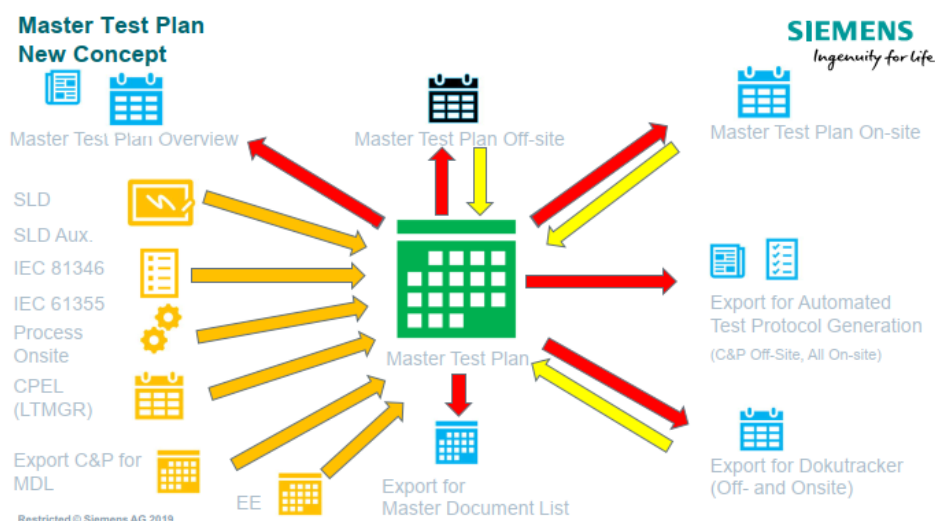 Master Test Plan
New Concept
SIEMENS
Ingenuity for life
Master Test Plan Overview
Master Test Plan Off-site
Master Test Plan On-site
SLD
SLD Aux.
IEC 81346
IEC 61355
Process
Onsite
CPEL
(LTMGR)
Export C&P for
MDL
EE
Master Test Plan
Export for
Master Document List
Export for Automated
Test Protocol Generation
(C&P Off-Site, All On-site)
Export for Dokutracker
(Off- and Onsite)
Restricted © Siemens AG 2019